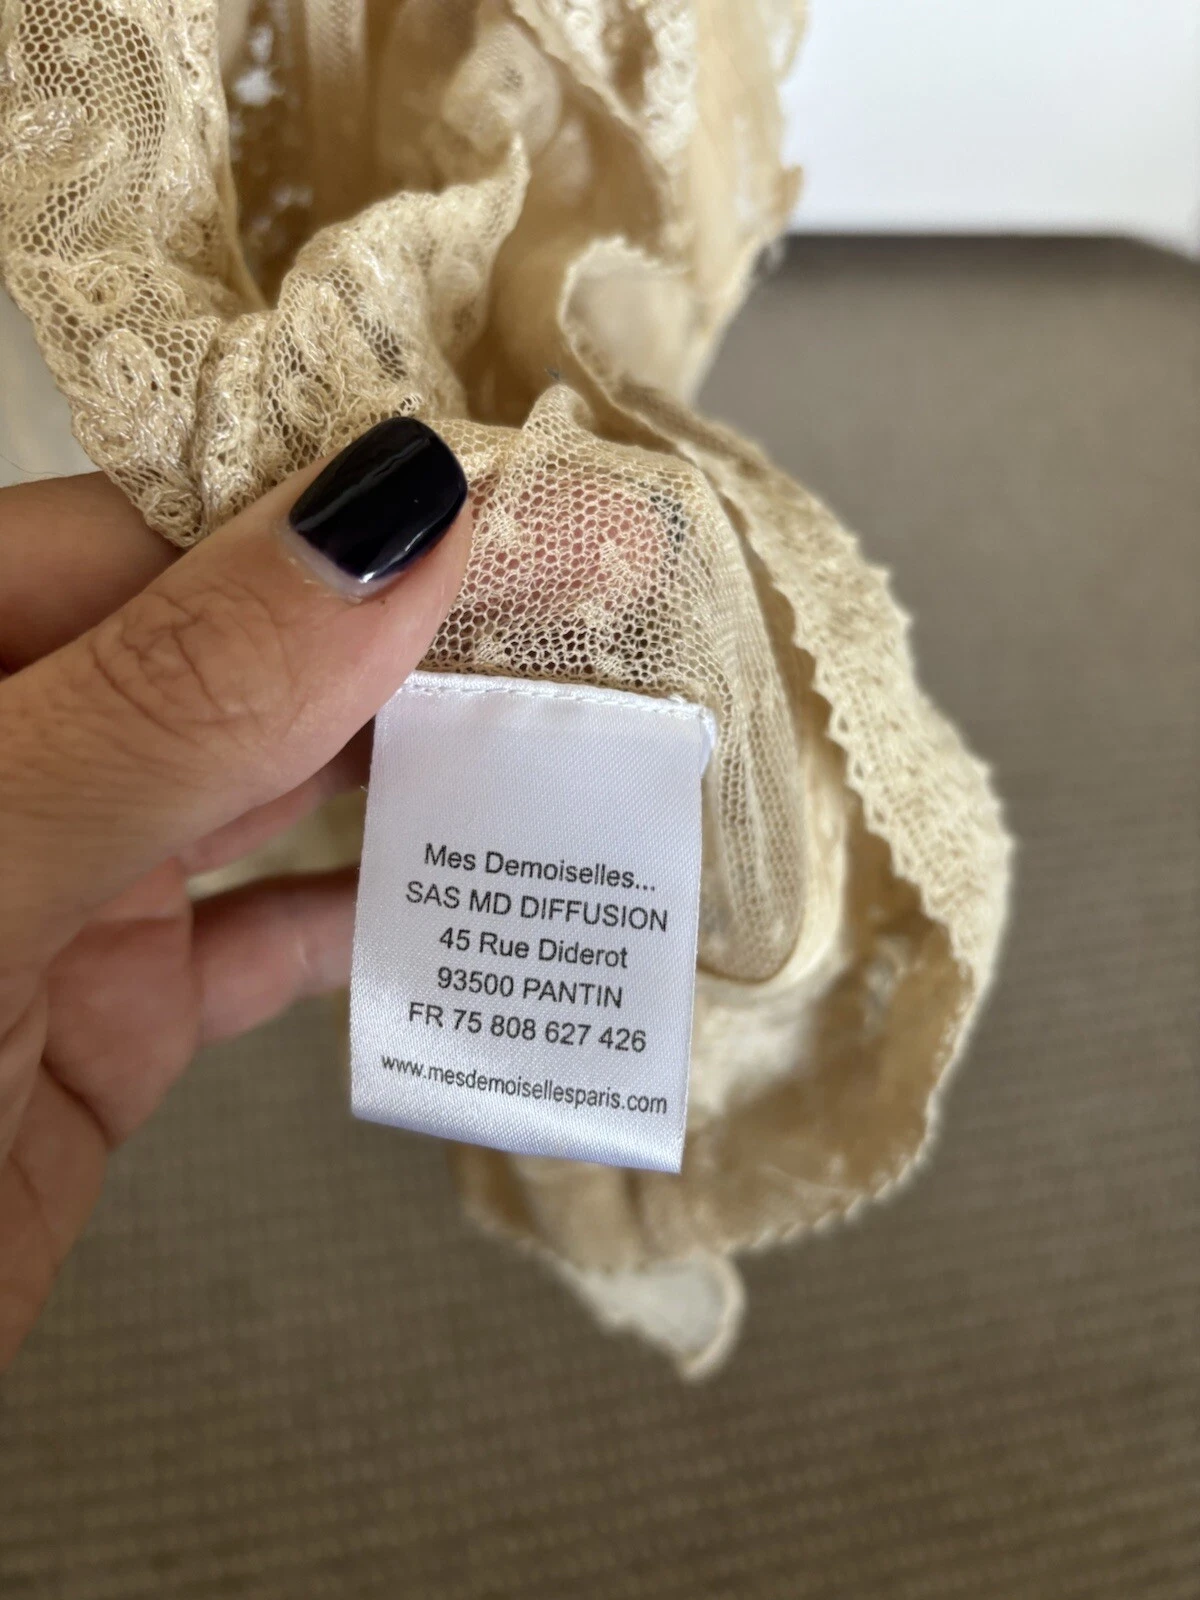 Mes Demoiselles...
SAS MD DIFFUSION
45 Rue Diderot
93500 PANTIN
FR 75 808 627 426
www.mesdemoisellesparis.com